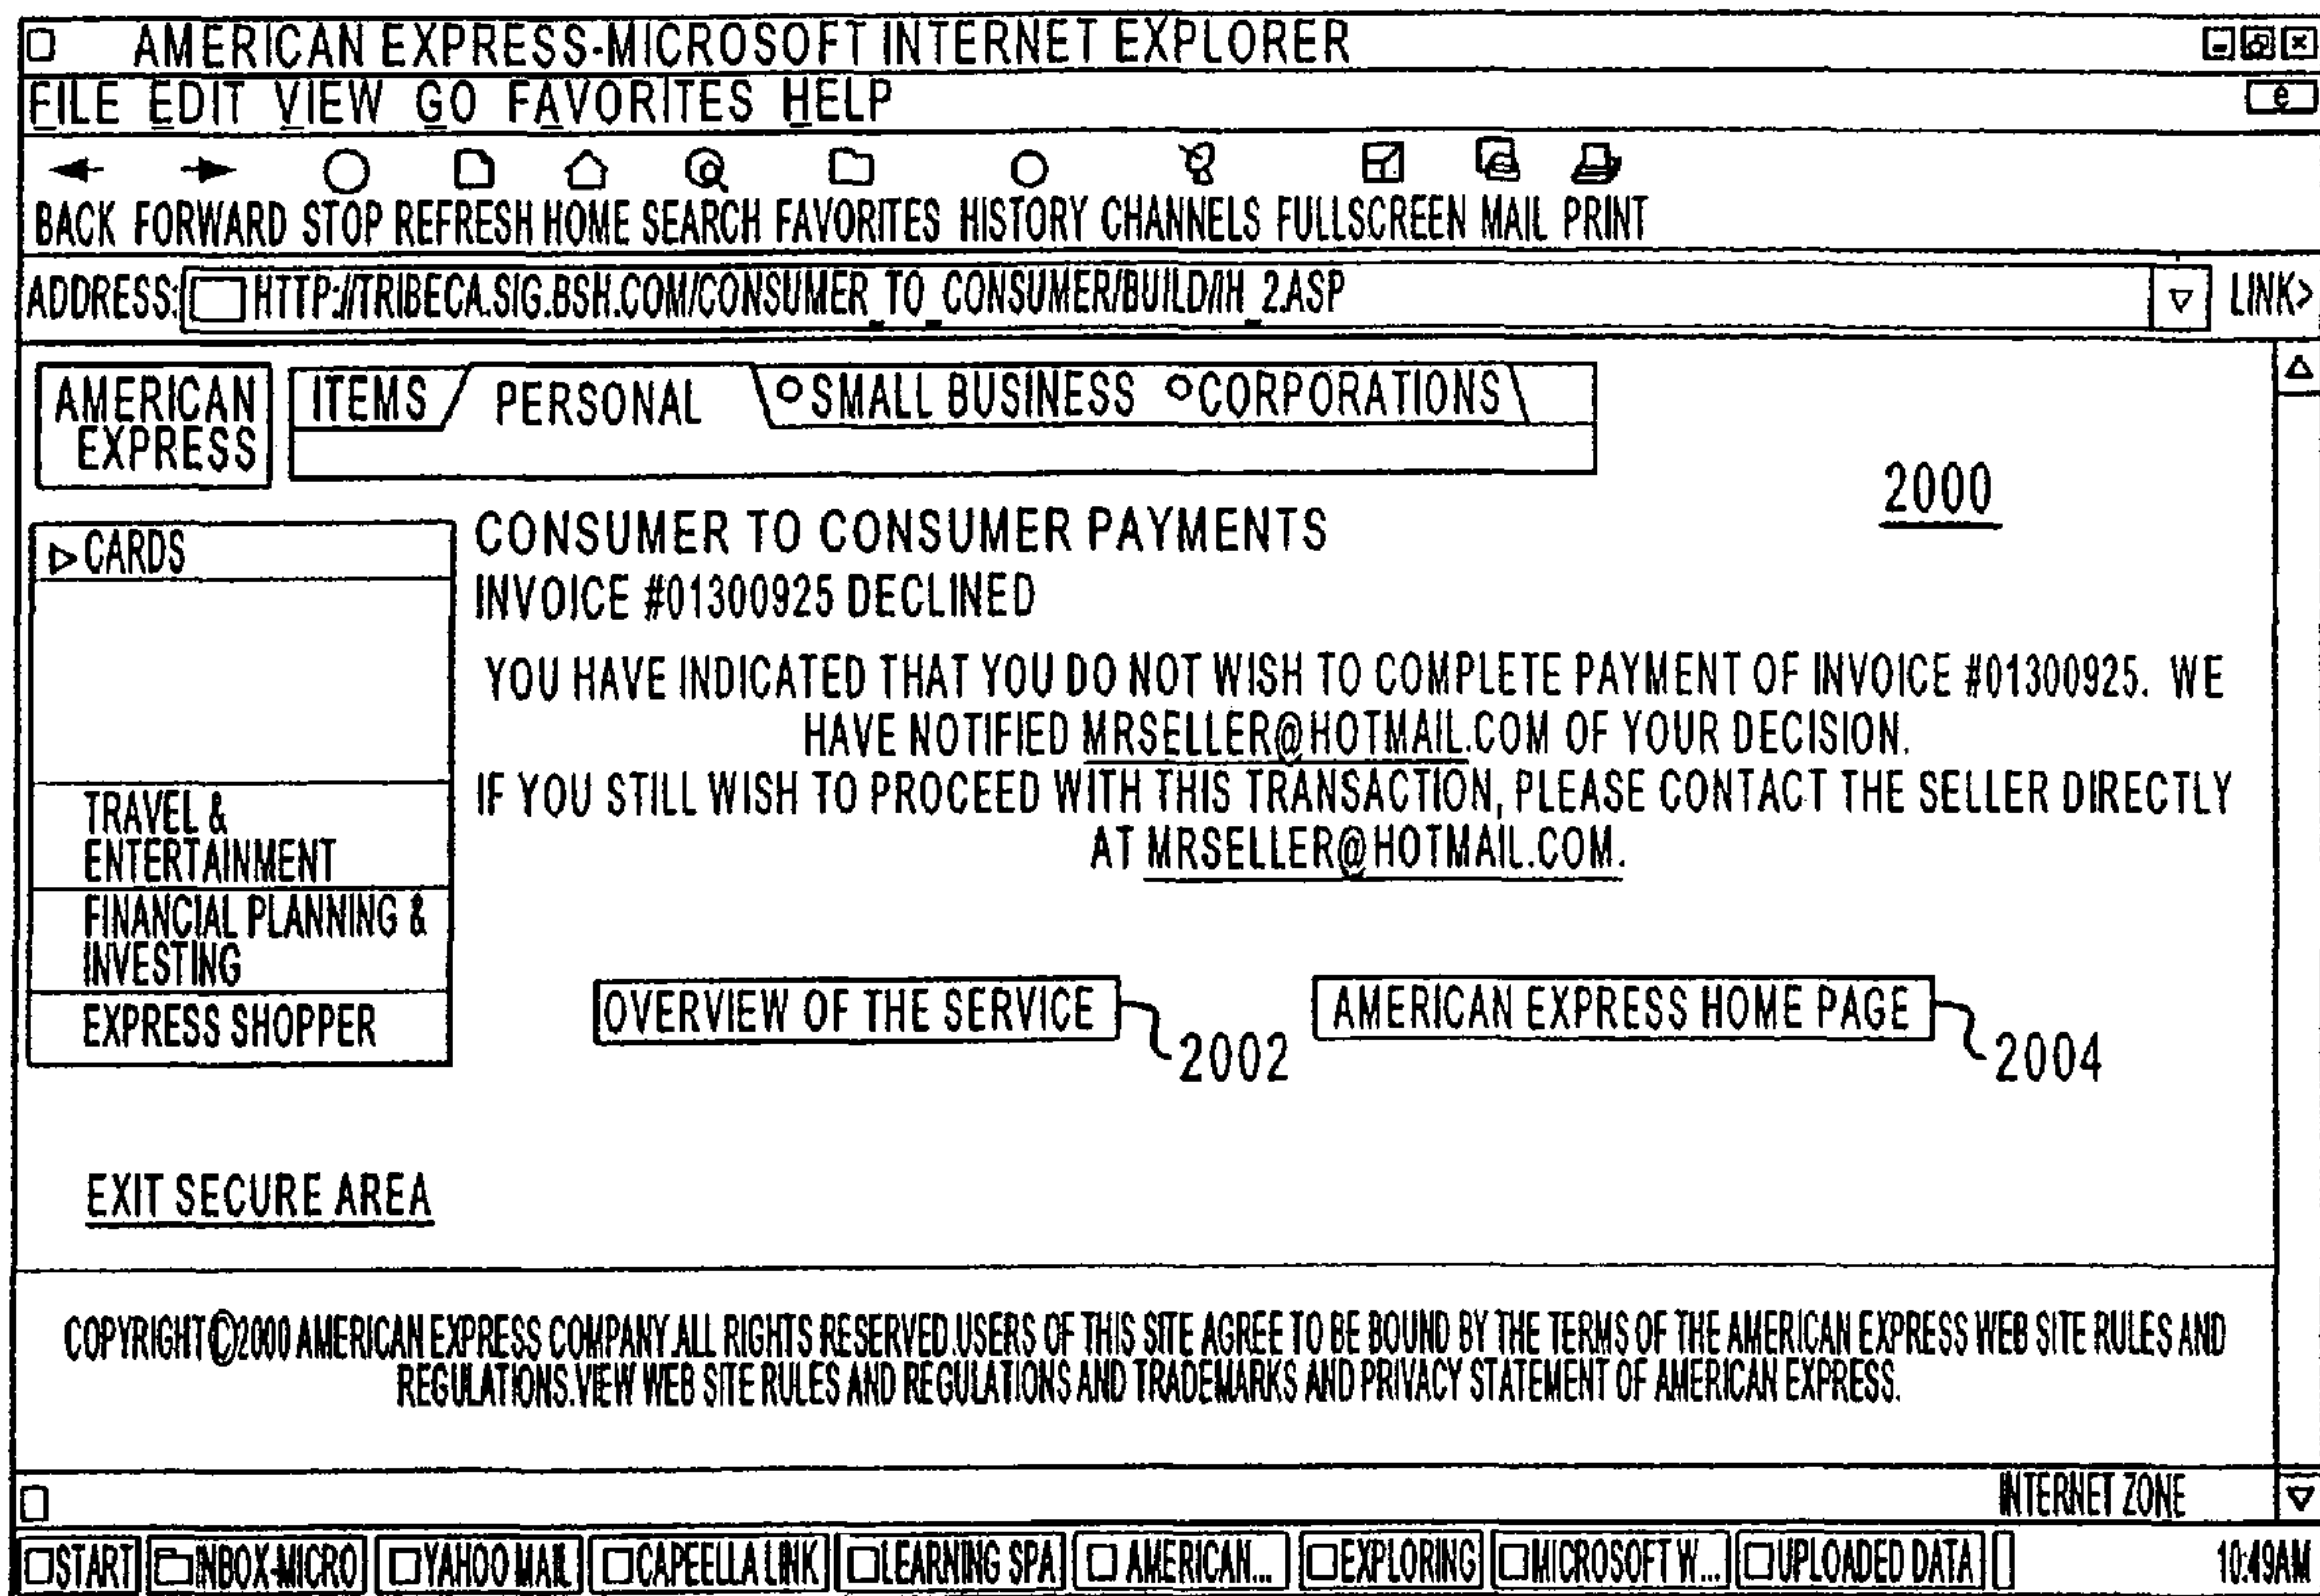 AMERICAN EXPRESS-MICROSOFT INTERNET EXPLORER
FILE EDIT VIEW GO FAVORITES HELP
e
BACK FORWARD STOP REFRESH HOME SEARCH FAVORITES HISTORY CHANNELS FULLSCREEN MAIL PRINT
ADDRESS: HTTP://TRIBECA.SIG.BSH.COM/CONSUMER_TO_CONSUMER/BUILD/IH_2.ASP LINK>
AMERICAN EXPRESS
ITEMS PERSONAL SMALL BUSINESS CORPORATIONS
2000
CARDS
TRAVEL &
ENTERTAINMENT
FINANCIAL PLANNING &
INVESTING
EXPRESS SHOPPER
CONSUMER TO CONSUMER PAYMENTS
INVOICE #01300925 DECLINED
YOU HAVE INDICATED THAT YOU DO NOT WISH TO COMPLETE PAYMENT OF INVOICE #01300925. WE
HAVE NOTIFIED MRSELLER@HOTMAIL.COM OF YOUR DECISION.
IF YOU STILL WISH TO PROCEED WITH THIS TRANSACTION, PLEASE CONTACT THE SELLER DIRECTLY
AT MRSELLER@HOTMAIL.COM.
OVERVIEW OF THE SERVICE 2002 AMERICAN EXPRESS HOME PAGE 2004
EXIT SECURE AREA
COPYRIGHT©2000 AMERICAN EXPRESS COMPANY.ALL RIGHTS RESERVED.USERS OF THIS SITE AGREE TO BE BOUND BY THE TERMS OF THE AMERICAN EXPRESS WEB SITE RULES AND
REGULATIONS.VIEW WEB SITE RULES AND REGULATIONS AND TRADEMARKS AND PRIVACY STATEMENT OF AMERICAN EXPRESS.
INTERNET ZONE
START INBOX-MICRO YAHOO MAIL CAPEELLA LINK LEARNING SPA AMERICAN... EXPLORING MICROSOFT W... UPLOADED DATA 10:49AM